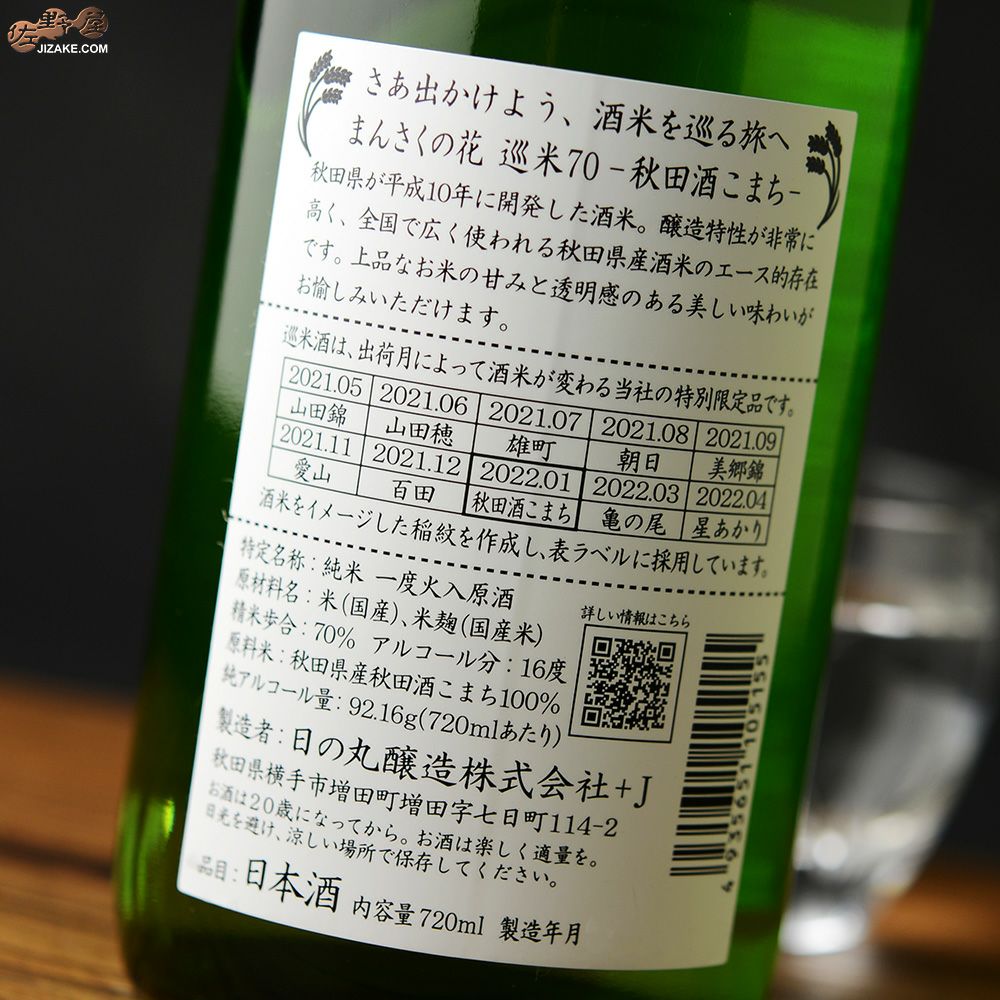 佐野屋
JIZAKE.COM
さあ出かけよう、酒米を巡る旅へ
まんさくの花 巡米70 -秋田酒こまち-
秋田県が平成10年に開発した酒米。醸造特性が非常に
高く、全国で広く使われる秋田県産酒米のエース的存在
です。上品なお米の甘みと透明感のある美しい味わいが
お愉しみいただけます。
巡米酒は、出荷月によって酒米が変わる当社の特別限定品です。
2021.05 2021.06 2021.07 2021.08 2021.09
山田錦 山田穂 雄町 朝日 美郷錦
2021.11 2021.12 2022.01 2022.03 2022.04
愛山 百田 秋田酒こまち 亀の尾 星あかり
酒米をイメージした稲紋を作成し、表ラベルに採用しています。
特定名称：純米 一度火入原酒
原材料名：米(国産)、米麹(国産米)
精米歩合：70% アルコール分：16度
原料米：秋田県産秋田酒こまち100%
純アルコール量：92.16g(720mlあたり)
詳しい情報はこちら
製造者：日の丸醸造株式会社+J
秋田県横手市増田町増田字七日町114-2
お酒は20歳になってから。お酒は楽しく適量を。
日光を避け、涼しい場所で保存してください。
品目：日本酒 内容量720ml 製造年月
4935651105155